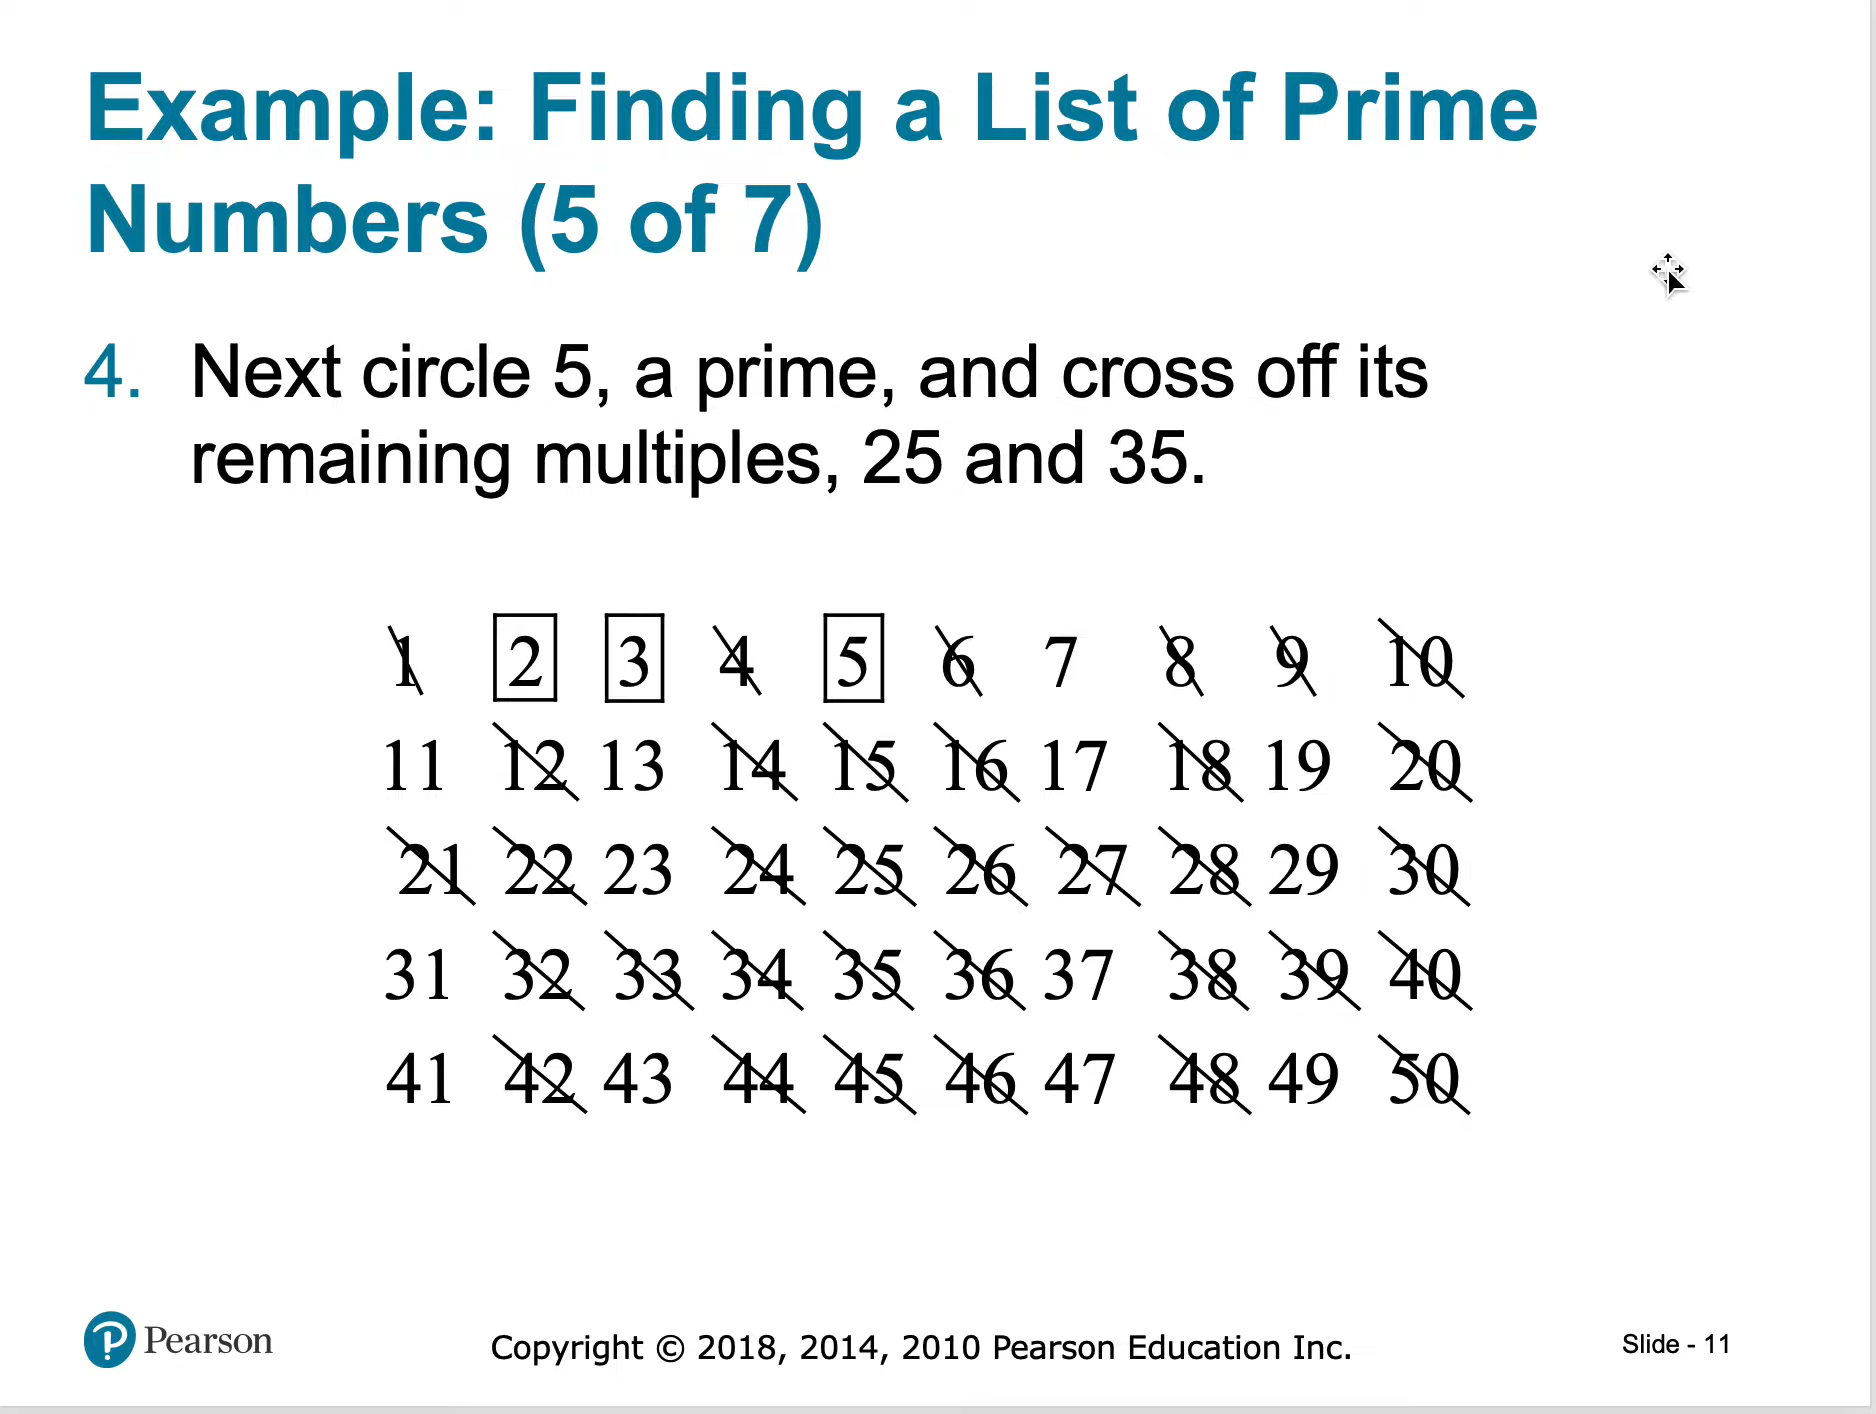 Example: Finding a List of Prime
Numbers (5 of 7)
4. Next circle 5, a prime, and cross off its
remaining multiples, 25 and 35.
1 2 3 4 5 6 7 8 9 10
11 12 13 14 15 16 17 18 19 20
21 22 23 24 25 26 27 28 29 30
31 32 33 34 35 36 37 38 39 40
41 42 43 44 45 46 47 48 49 50
Pearson
Copyright © 2018, 2014, 2010 Pearson Education Inc.
Slide - 11